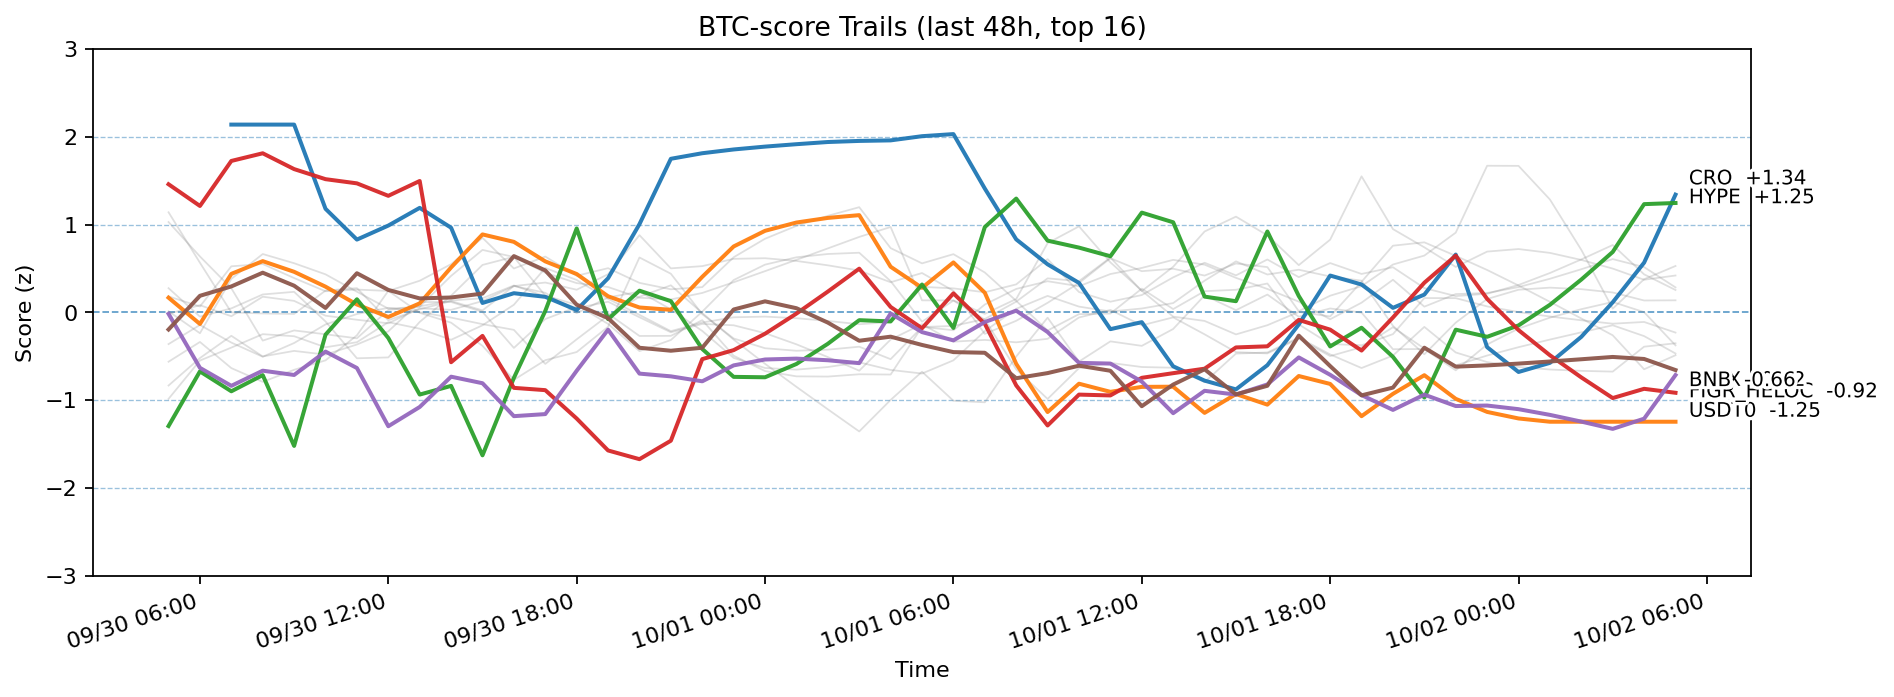 BTC-score Trails (last 48h, top 16)
Score (z)
3
2
1
0
−1
−2
−3
CRO +1.34
HYPE +1.25
-0.92
USDT0 -1.25
09/30 06:00
09/30 12:00
09/30 18:00
10/01 00:00
10/01 06:00
10/01 12:00
10/01 18:00
10/02 00:00
10/02 06:00
Time